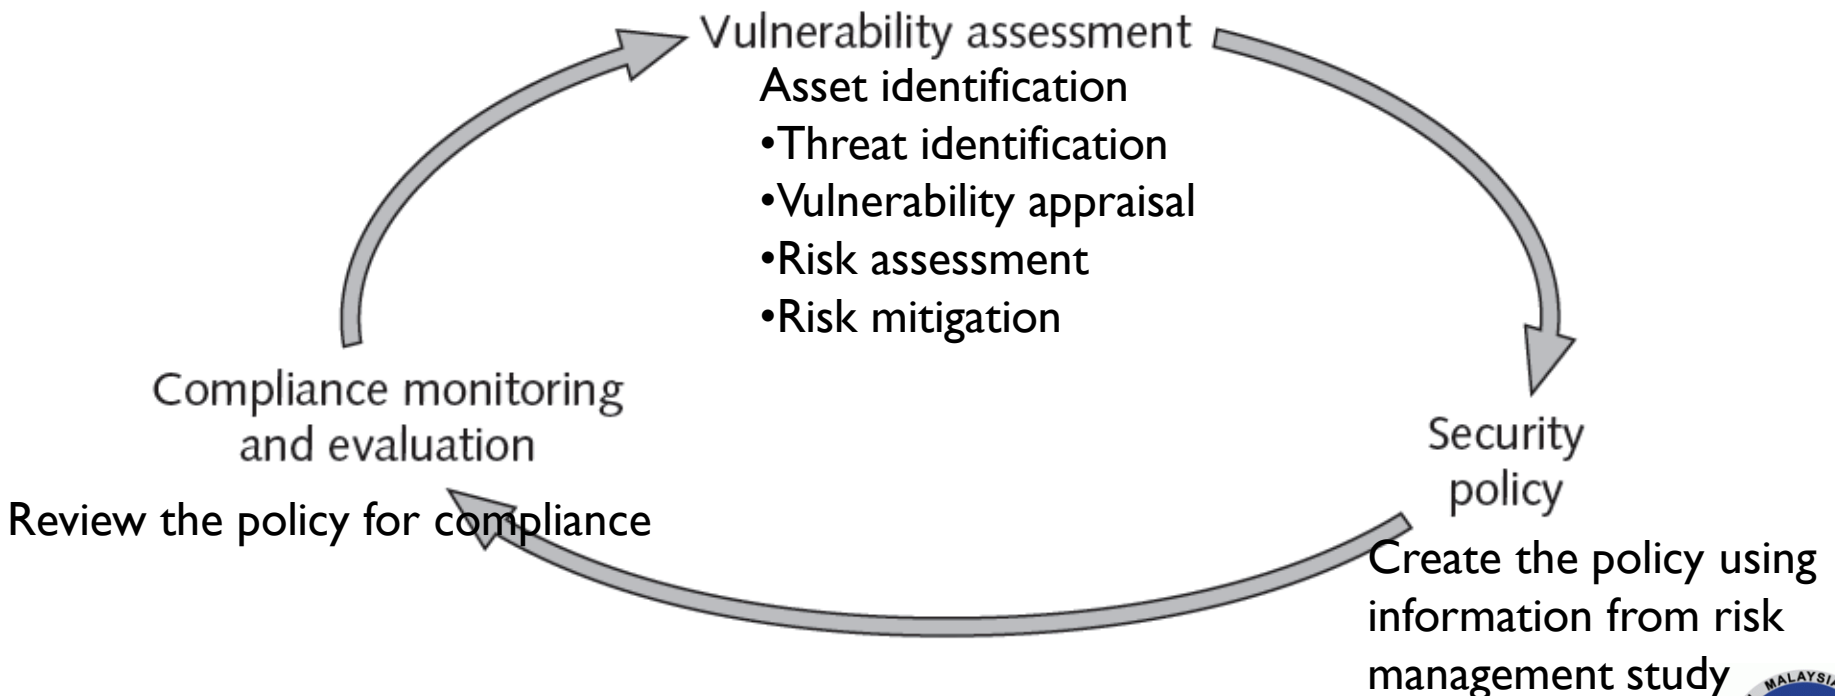 Vulnerability assessment
Asset identification
•Threat identification
•Vulnerability appraisal
•Risk assessment
•Risk mitigation
Compliance monitoring
and evaluation
Review the policy for compliance
Security
policy
Create the policy using
information from risk
management study
MALAYSIA